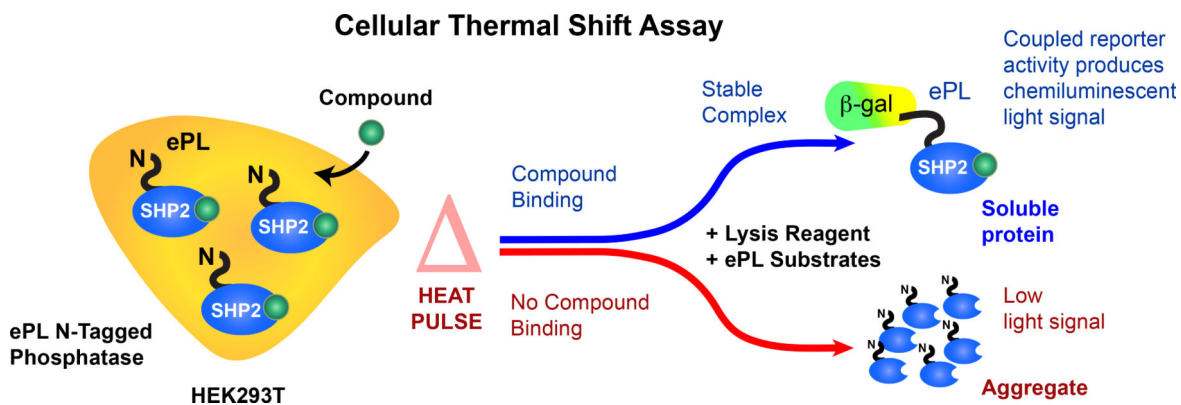 Cellular Thermal Shift Assay
Compound
ePL
N
SHP2
N
SHP2
N
SHP2
ePL N-Tagged
Phosphatase
HEK293T
HEAT
PULSE
Compound
Binding
No Compound
Binding
Stable
Complex
+ Lysis Reagent
+ ePL Substrates
β-gal
ePL
SHP2
Coupled reporter
activity produces
chemiluminescent
light signal
Soluble
protein
N
N
N
N
N
N
N
Low
light signal
Aggregate